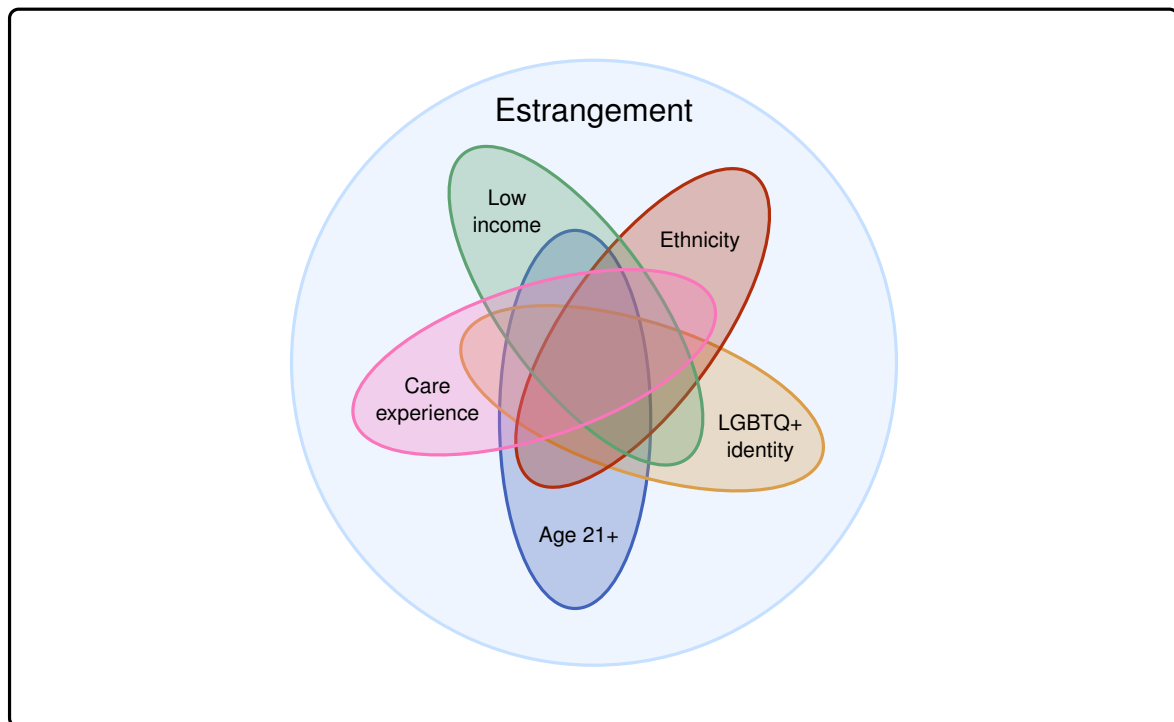 Estrangement
Low
income
Ethnicity
Care
experience
LGBTQ+
identity
Age 21+